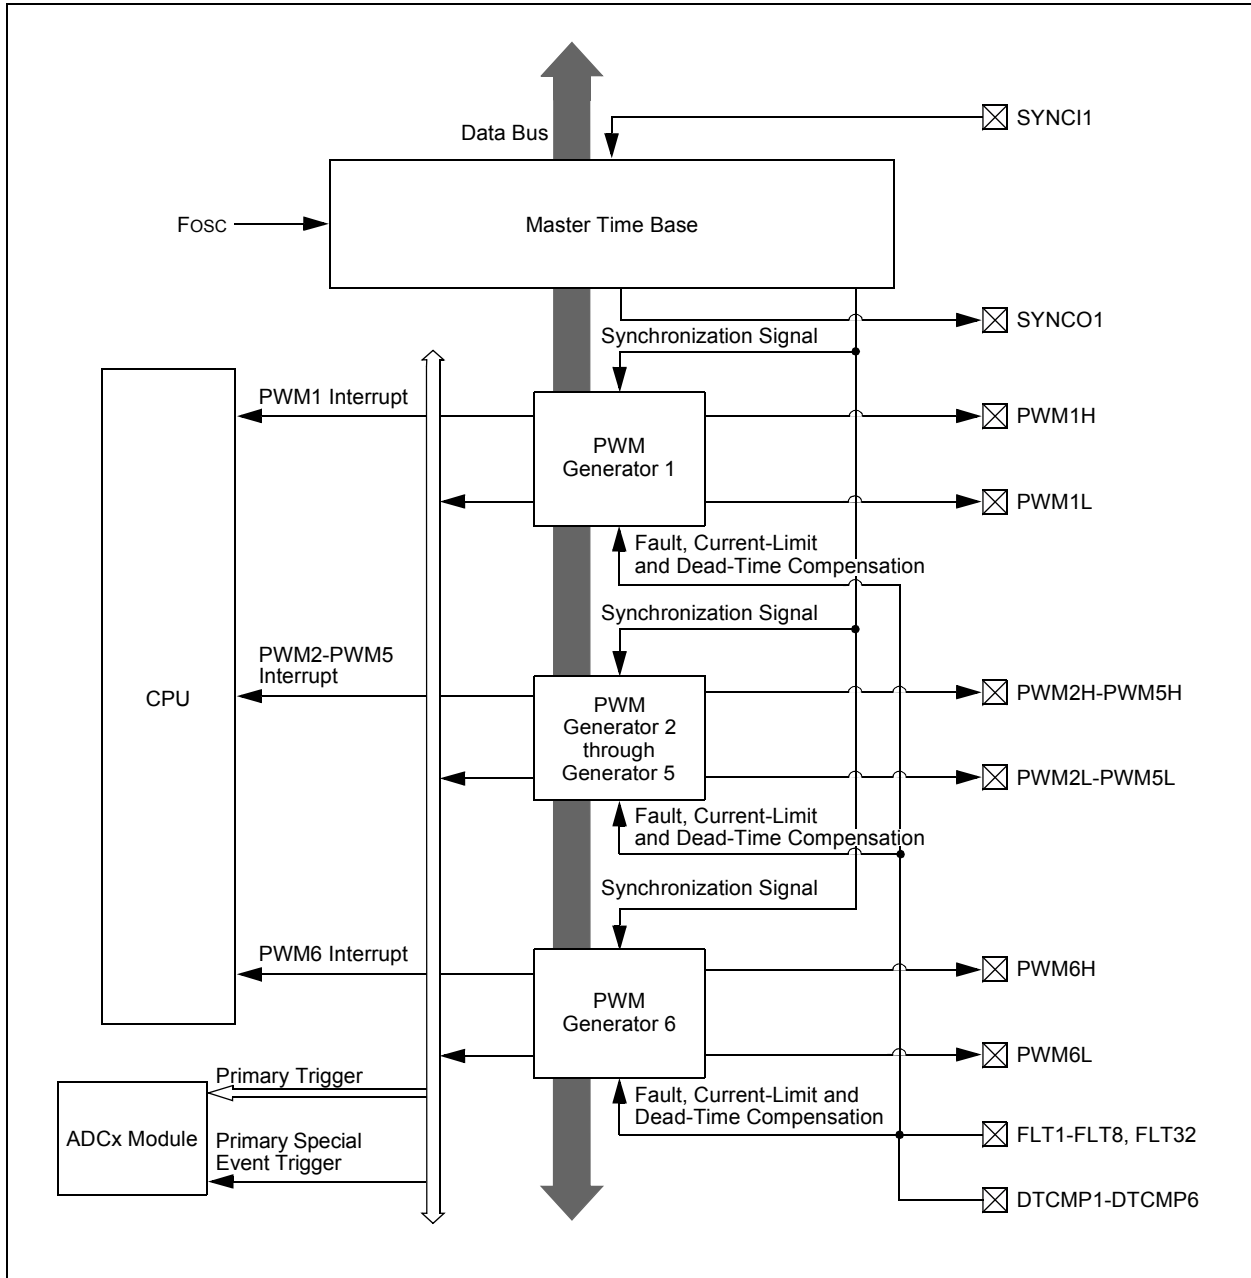 Data Bus
SYNCI1
FOSC
Master Time Base
SYNCO1
Synchronization Signal
PWM1 Interrupt
PWM
Generator 1
PWM1H
PWM1L
Fault, Current-Limit
and Dead-Time Compensation
Synchronization Signal
CPU
PWM2-PWM5
Interrupt
PWM
Generator 2
through
Generator 5
PWM2H-PWM5H
PWM2L-PWM5L
Fault, Current-Limit
and Dead-Time Compensation
Synchronization Signal
PWM6 Interrupt
PWM
Generator 6
PWM6H
PWM6L
Primary Trigger
Fault, Current-Limit and
Dead-Time Compensation
ADCx Module
Primary Special
Event Trigger
FLT1-FLT8, FLT32
DTCMP1-DTCMP6